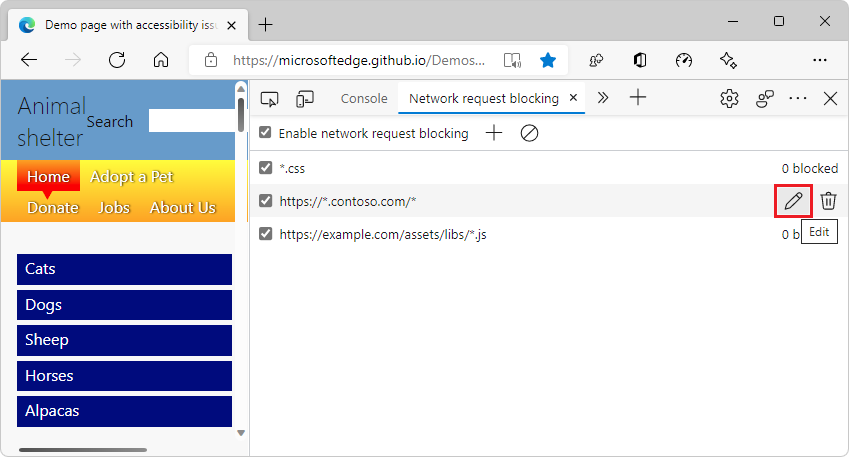 Demo page with accessibility issu
https://microsoftedge.github.io/Demos...
Animal
shelter
Search
Home
Adopt a Pet
Donate
Jobs
About Us
Cats
Dogs
Sheep
Horses
Alpacas
Console
Network request blocking
Enable network request blocking
*.css
0 blocked
https://*.contoso.com/*
https://example.com/assets/libs/*.js
0 b
Edit